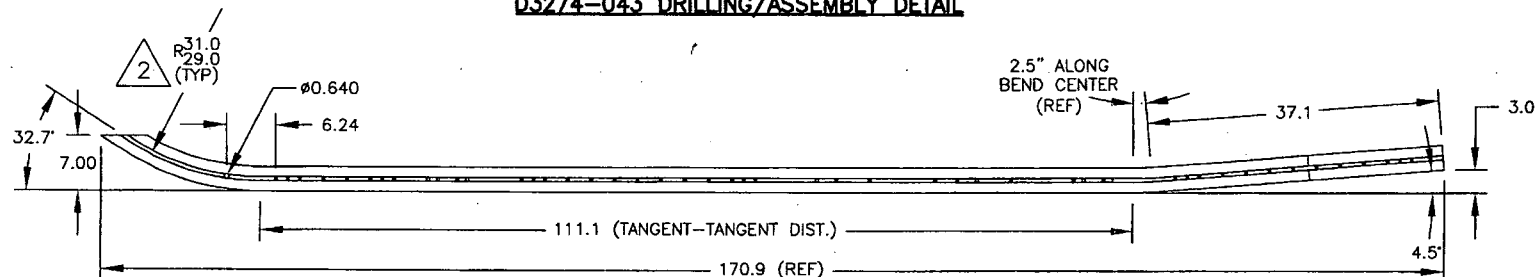 D3274-043 DRILLING/ASSEMBLY DETAIL
2
R31.0
29.0
(TYP)
Ø0.640
6.24
32.7°
7.00
2.5" ALONG
BEND CENTER
(REF)
37.1
3.0
111.1 (TANGENT-TANGENT DIST.)
4.5°
170.9 (REF)